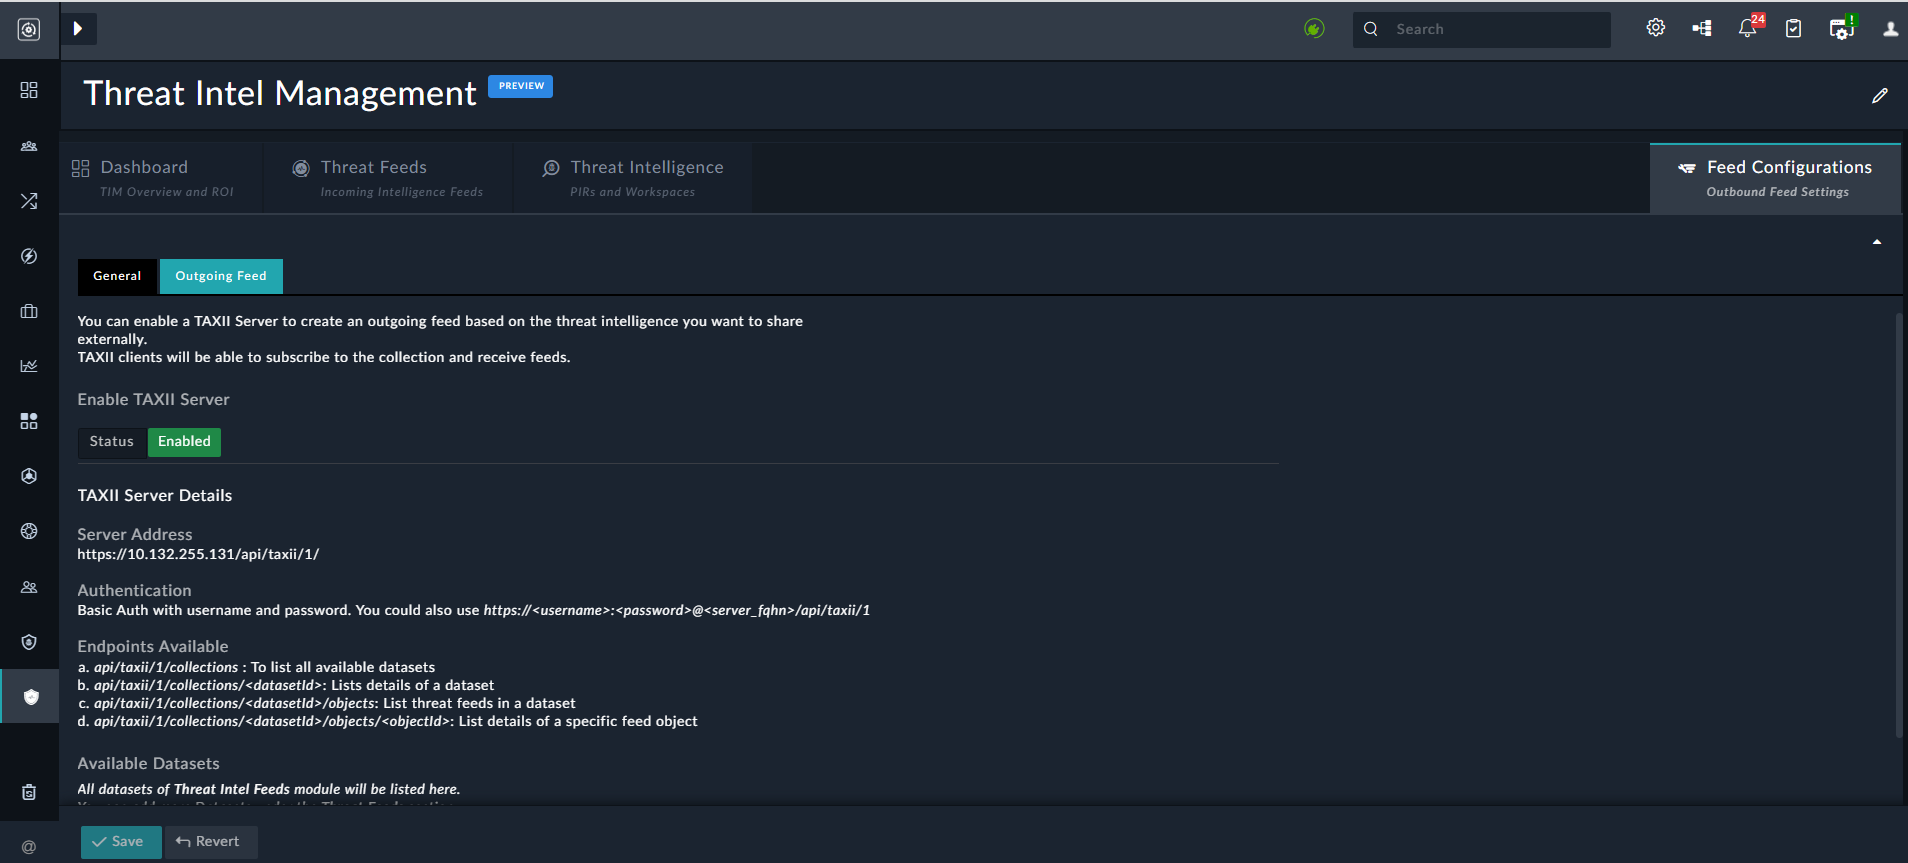 Search
24
!
Threat Intel Management
PREVIEW
Dashboard
TIM Overview and ROI
Threat Feeds
Incoming Intelligence Feeds
Threat Intelligence
PIRs and Workspaces
Feed Configurations
Outbound Feed Settings
General
Outgoing Feed
You can enable a TAXII Server to create an outgoing feed based on the threat intelligence you want to share
externally.
TAXII clients will be able to subscribe to the collection and receive feeds.
Enable TAXII Server
Status
Enabled
TAXII Server Details
Server Address
https://10.132.255.131/api/taxii/1/
Authentication
Basic Auth with username and password. You could also use https://<username>:<password>@<server_fqhn>/api/taxii/1
Endpoints Available
a. api/taxii/1/collections : To list all available datasets
b. api/taxii/1/collections/<datasetId>: Lists details of a dataset
c. api/taxii/1/collections/<datasetId>/objects: List threat feeds in a dataset
d. api/taxii/1/collections/<datasetId>/objects/<objectId>: List details of a specific feed object
Available Datasets
All datasets of Threat Intel Feeds module will be listed here.
Save
Revert
@